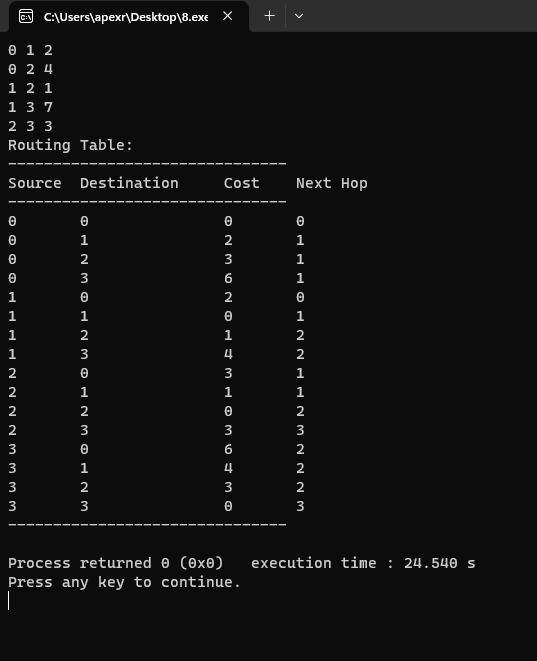 C:\Users\apexr\Desktop\8.exe
0 1 2
0 2 4
1 2 1
1 3 7
2 3 3
Routing Table:
-------------------------------
Source  Destination     Cost    Next Hop
-------------------------------
0       0               0       0
0       1               2       1
0       2               3       1
0       3               6       1
1       0               2       0
1       1               0       1
1       2               1       2
1       3               4       2
2       0               3       1
2       1               1       1
2       2               0       2
2       3               3       3
3       0               6       2
3       1               4       2
3       2               3       2
3       3               0       3
-------------------------------
Process returned 0 (0x0)   execution time : 24.540 s
Press any key to continue.